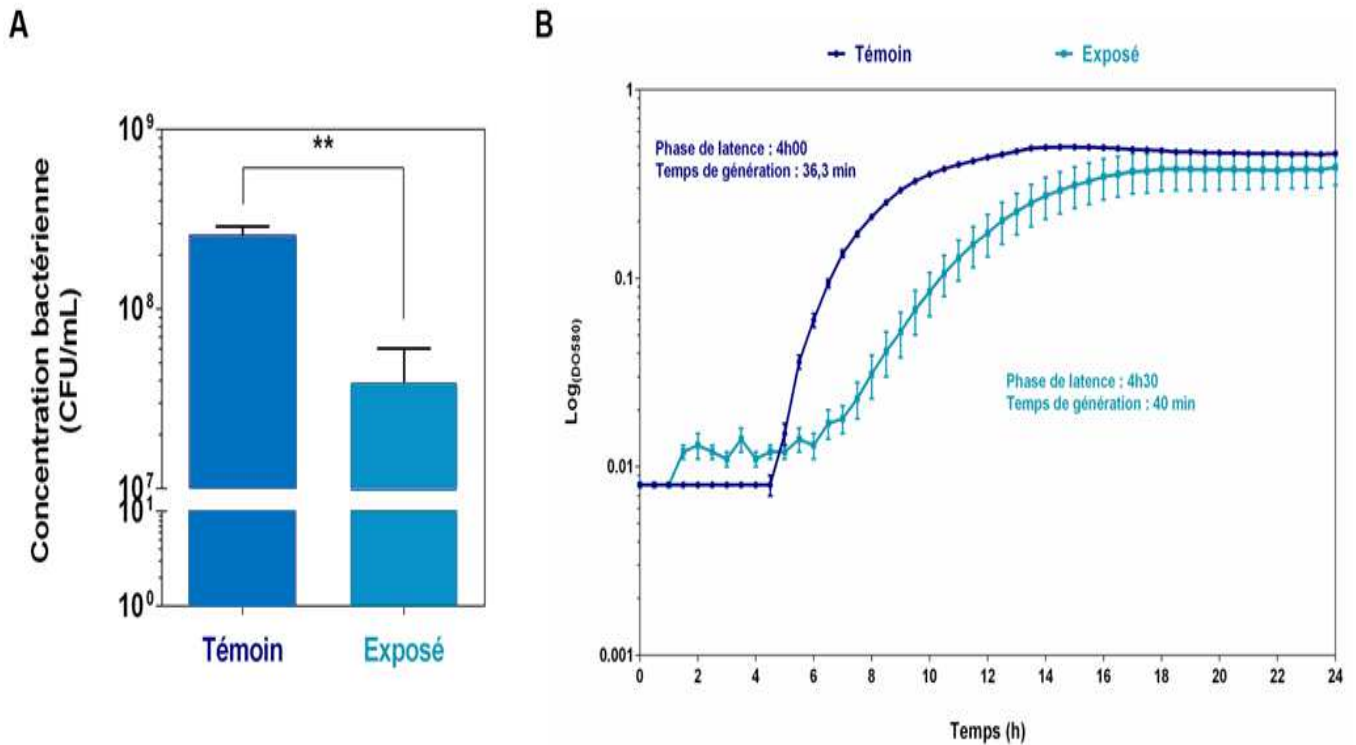 A
B
Témoin
Exposé
Concentration bactérienne
(CFU/mL)
10⁹
10⁸
10⁷
10¹
10⁰
**
Témoin
Exposé
Log(DO580)
1
0.1
0.01
0.001
Phase de latence : 4h00
Temps de génération : 36,3 min
Phase de latence : 4h30
Temps de génération : 40 min
0 2 4 6 8 10 12 14 16 18 20 22 24
Temps (h)